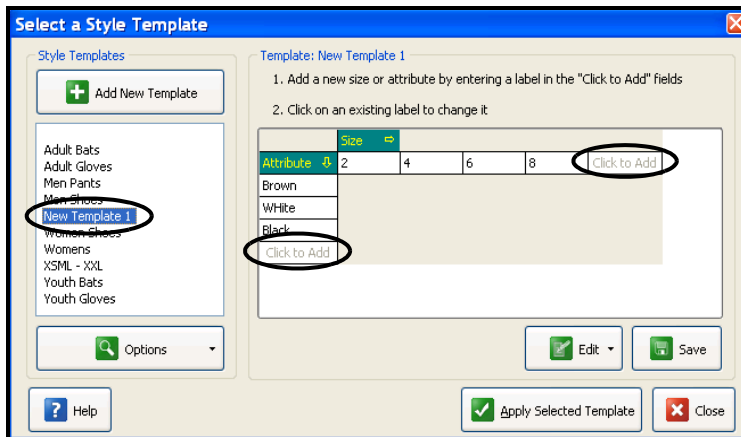 Select a Style Template
Style Templates
Add New Template
Adult Bats
Adult Gloves
Men Pants
Men Shoes
New Template 1
Women Shoes
Womens
XSML - XXL
Youth Bats
Youth Gloves
Options
Template: New Template 1
1. Add a new size or attribute by entering a label in the "Click to Add" fields
2. Click on an existing label to change it
Size ⇨
Attribute ⇩ 2 4 6 8 Click to Add
Brown
WHite
Black
Click to Add
Edit Save
Help Apply Selected Template Close